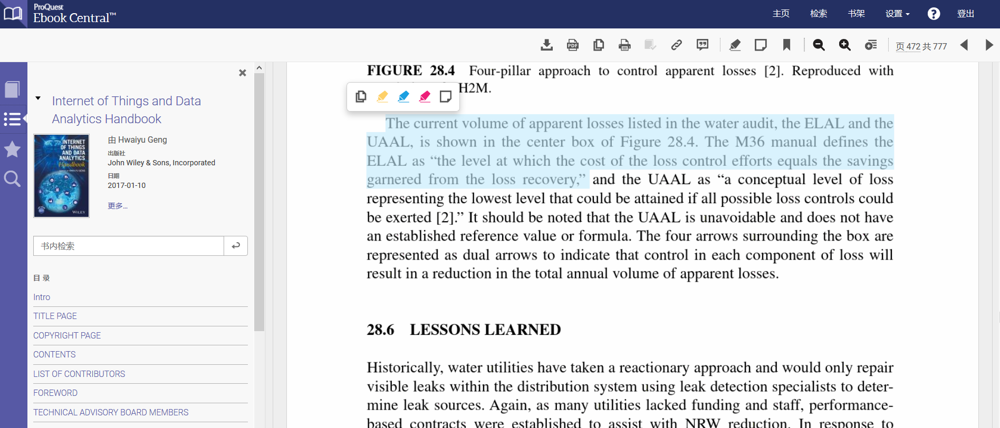 ProQuest
Ebook Central™
主页 检索 书架 设置 ? 登出
PDF
页 472 共 777
Internet of Things and Data
Analytics Handbook
INTERNET
OF THINGS
AND DATA
ANALYTICS
Handbook
WILEY
由 Hwaiyu Geng
出版社
John Wiley & Sons, Incorporated
日期
2017-01-10
更多...
书内检索
目录
Intro
TITLE PAGE
COPYRIGHT PAGE
CONTENTS
LIST OF CONTRIBUTORS
FOREWORD
TECHNICAL ADVISORY BOARD MEMBERS
FIGURE 28.4 Four-pillar approach to control apparent losses [2]. Reproduced with
H2M.
The current volume of apparent losses listed in the water audit, the ELAL and the
UAAL, is shown in the center box of Figure 28.4. The M36 manual defines the
ELAL as “the level at which the cost of the loss control efforts equals the savings
garnered from the loss recovery,” and the UAAL as “a conceptual level of loss
representing the lowest level that could be attained if all possible loss controls could
be exerted [2].” It should be noted that the UAAL is unavoidable and does not have
an established reference value or formula. The four arrows surrounding the box are
represented as dual arrows to indicate that control in each component of loss will
result in a reduction in the total annual volume of apparent losses.
28.6 LESSONS LEARNED
Historically, water utilities have taken a reactionary approach and would only repair
visible leaks within the distribution system using leak detection specialists to deter-
mine leak sources. Again, as many utilities lacked funding and staff, performance-
based contracts were established to assist with NRW reduction. In response to